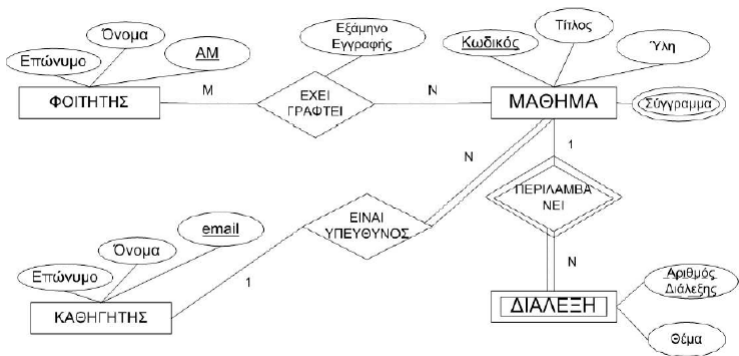 Όνομα
Επώνυμο
ΑΜ
Εξάμηνο
Εγγραφής
Κωδικός
Τίτλος
Ύλη
ΦΟΙΤΗΤΗΣ
Μ
ΕΧΕΙ
ΓΡΑΦΤΕΙ
Ν
ΜΑΘΗΜΑ
Σύγγραμμα
Ν
1
ΠΕΡΙΛΑΜΒΑ
ΝΕΙ
ΕΙΝΑΙ
ΥΠΕΥΘΥΝΟΣ
Όνομα
email
Επώνυμο
1
Ν
ΚΑΘΗΓΗΤΗΣ
ΔΙΑΛΕΞΗ
Αριθμός
Διάλεξης
Θέμα